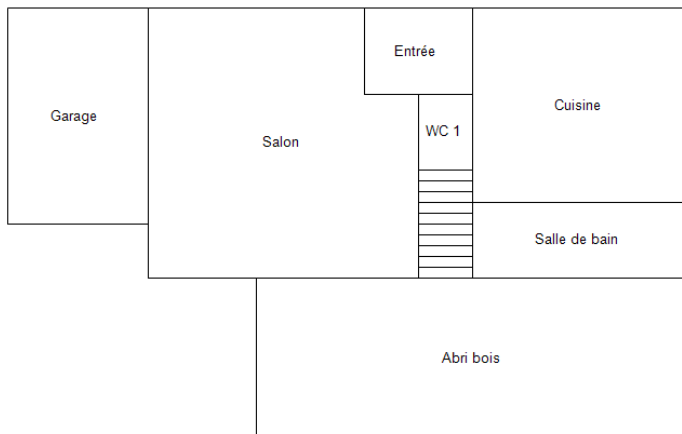 Entrée
Garage
Salon
WC 1
Cuisine
Salle de bain
Abri bois